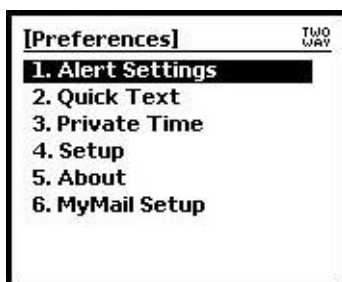 [Preferences]
TWO
WAY
1. Alert Settings
2. Quick Text
3. Private Time
4. Setup
5. About
6. MyMail Setup